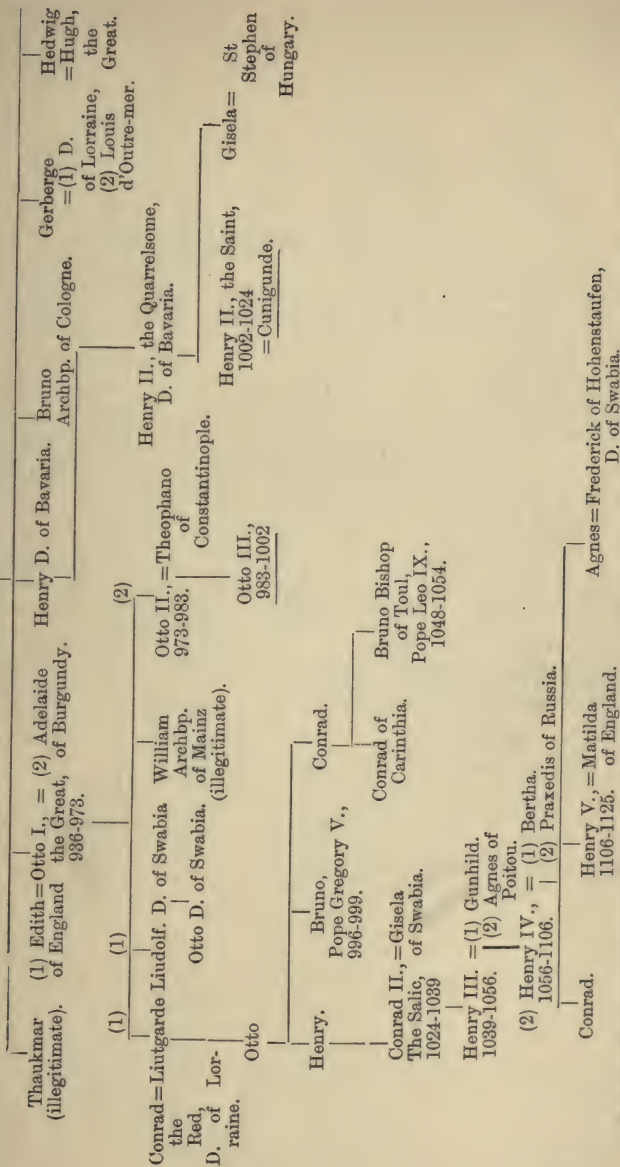 Thaukmar
(illegitimate).
(1) Edith=Otto I., = (2) Adelaide
of England the Great, of Burgundy.
936-973.
Henry D. of Bavaria.
Bruno
Archbp. of Cologne.
Gerberge
=(1) D.
of Lorraine,
(2) Louis
d'Outre-mer.
Hedwig
=Hugh,
the
Great.
(1)
(1)
(2)
Conrad=Liutgarde
the
Red,
D. of Lor-
raine.
Liudolf. D. of Swabia
Otto D. of Swabia.
William
Archbp.
of Mainz
(illegitimate).
Otto II.,=Theophano
973-983. of
Constantinople.
Henry II., the Quarrelsome,
D. of Bavaria.
Otto
Otto III.,
983-1002
Henry II., the Saint,
1002-1024
=Cunigunde.
Gisela= St
Stephen
of
Hungary.
Henry.
Bruno,
Pope Gregory V.,
996-999.
Conrad.
Conrad II.,=Gisela
The Salic, of Swabia.
1024-1039
Conrad of
Carinthia.
Bruno Bishop
of Toul,
Pope Leo IX.,
1048-1054.
Henry III. =(1) Gunhild.
1039-1056. (2) Agnes of
Poitou.
(2) Henry IV., = (1) Bertha.
1056-1106. (2) Praxedis of Russia.
Conrad.
Henry V.,=Matilda
1106-1125. of England.
Agnes=Frederick of Hohenstaufen,
D. of Swabia.